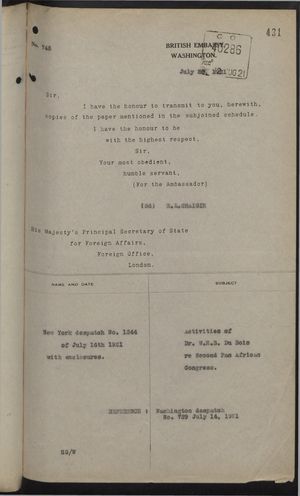 431
No. 748
BRITISH EMBASSY
WASHINGTON.
C O
40286
AUG 21
July 1921
Sir,
I have the honour to transmit to you, herewith,
copies of the paper mentioned in the subjoined schedule.
I have the honour to be
with the highest respect,
Sir,
Your most obedient,
humble servant,
(For the Ambassador)
(Sd) R.L.CRAIGIE
His Majesty's Principal Secretary of State
for Foreign Affairs,
Foreign Office,
London.
NAME AND DATE
SUBJECT
New York despatch No. 1344
of July 16th 1921
with enclosures.
Activities of
Dr. W.E.B. Du Bois
re Second Pan African
Congress.
REFERENCE : Washington despatch
No. 729 July 14, 1921